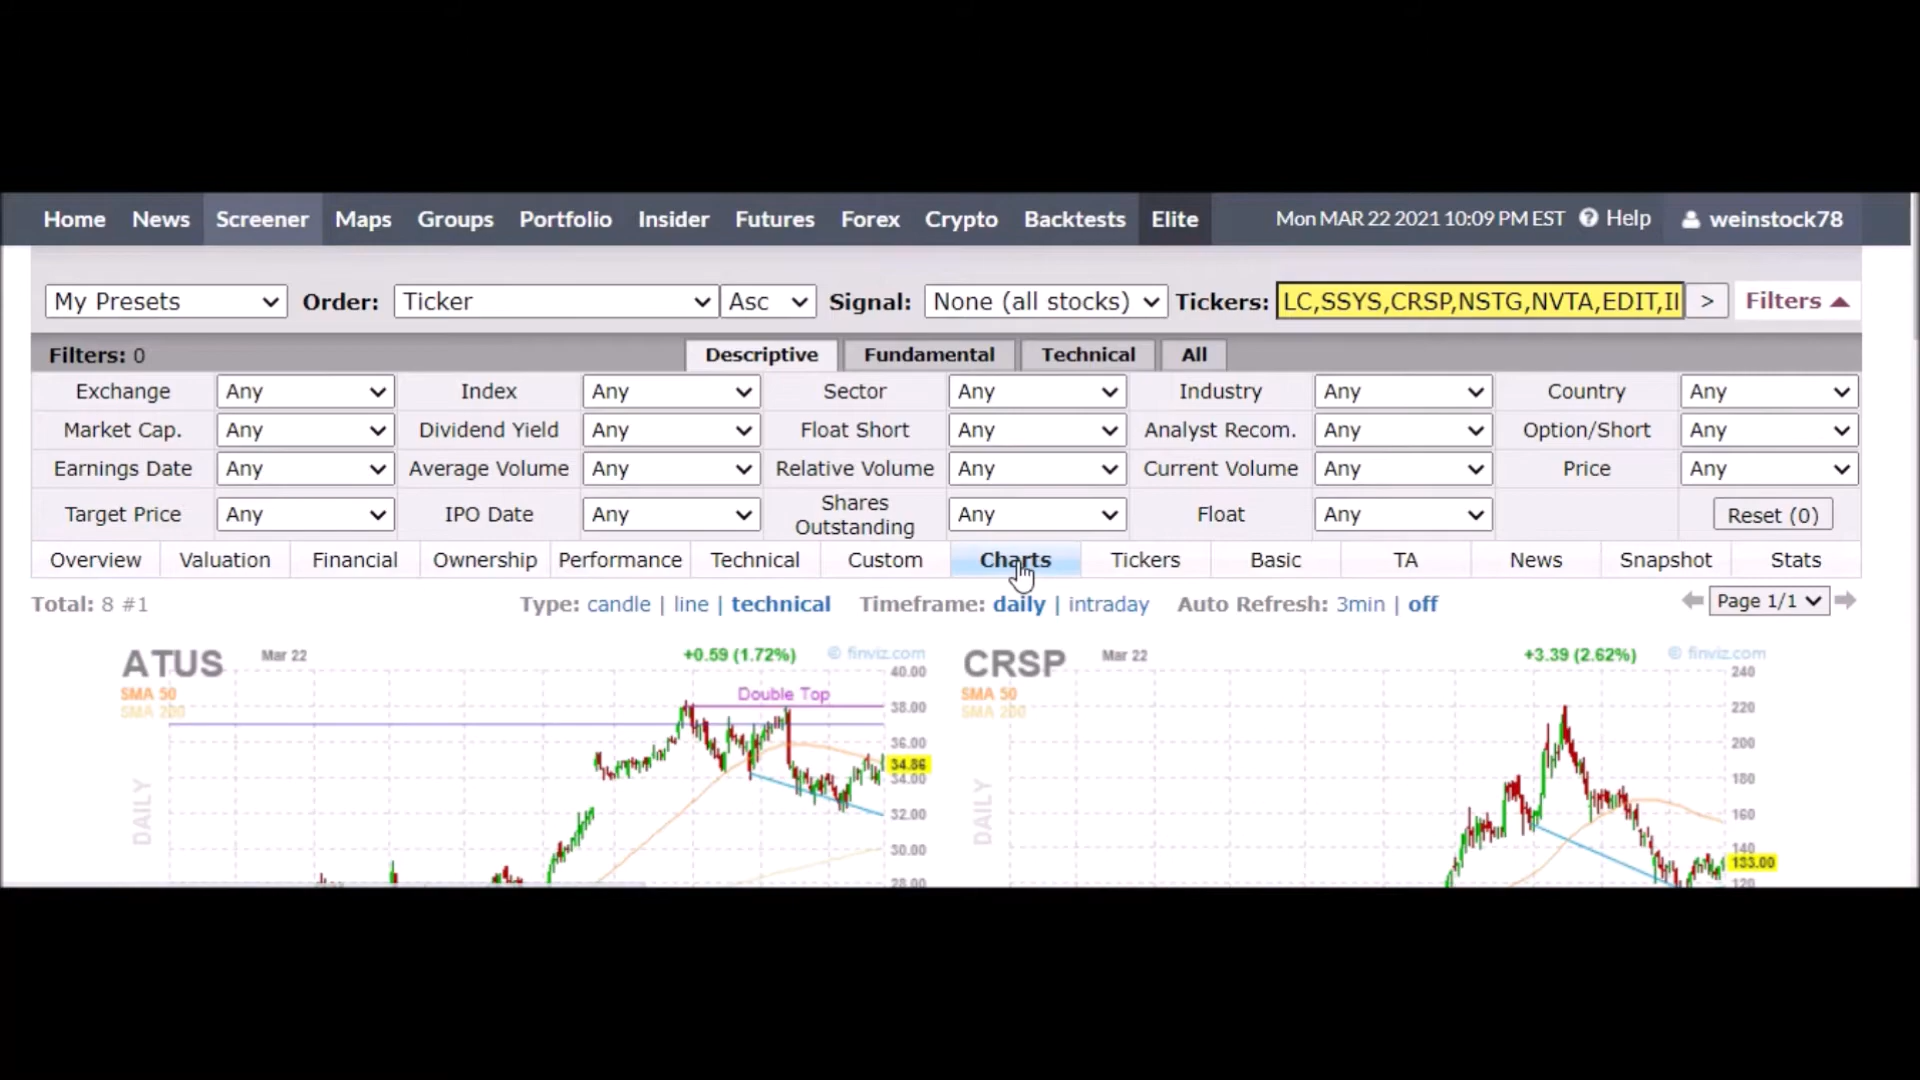 Home News Screener Maps Groups Portfolio Insider Futures Forex Crypto Backtests Elite Mon MAR 22 2021 10:09 PM EST Help weinstock78
My Presets Order: Ticker Asc Signal: None (all stocks) Tickers: LC,SSYS,CRSP,NSTG,NVTA,EDIT,II > Filters
Filters: 0 Descriptive Fundamental Technical All
Exchange Any Index Any Sector Any Industry Any Country Any
Market Cap. Any Dividend Yield Any Float Short Any Analyst Recom. Any Option/Short Any
Earnings Date Any Average Volume Any Relative Volume Any Current Volume Any Price Any
Target Price Any IPO Date Any Shares Outstanding Any Float Any Reset (0)
Overview Valuation Financial Ownership Performance Technical Custom Charts Tickers Basic TA News Snapshot Stats
Total: 8 #1 Type: candle | line | technical Timeframe: daily | intraday Auto Refresh: 3min | off Page 1/1
ATUS Mar 22 +0.59 (1.72%) © finviz.com
SMA 50
SMA 200
Double Top
DAILY
40.00
38.00
36.00
34.86
34.00
32.00
30.00
28.00
CRSP Mar 22 +3.39 (2.62%) © finviz.com
SMA 50
SMA 200
DAILY
240
220
200
180
160
140
133.00
120